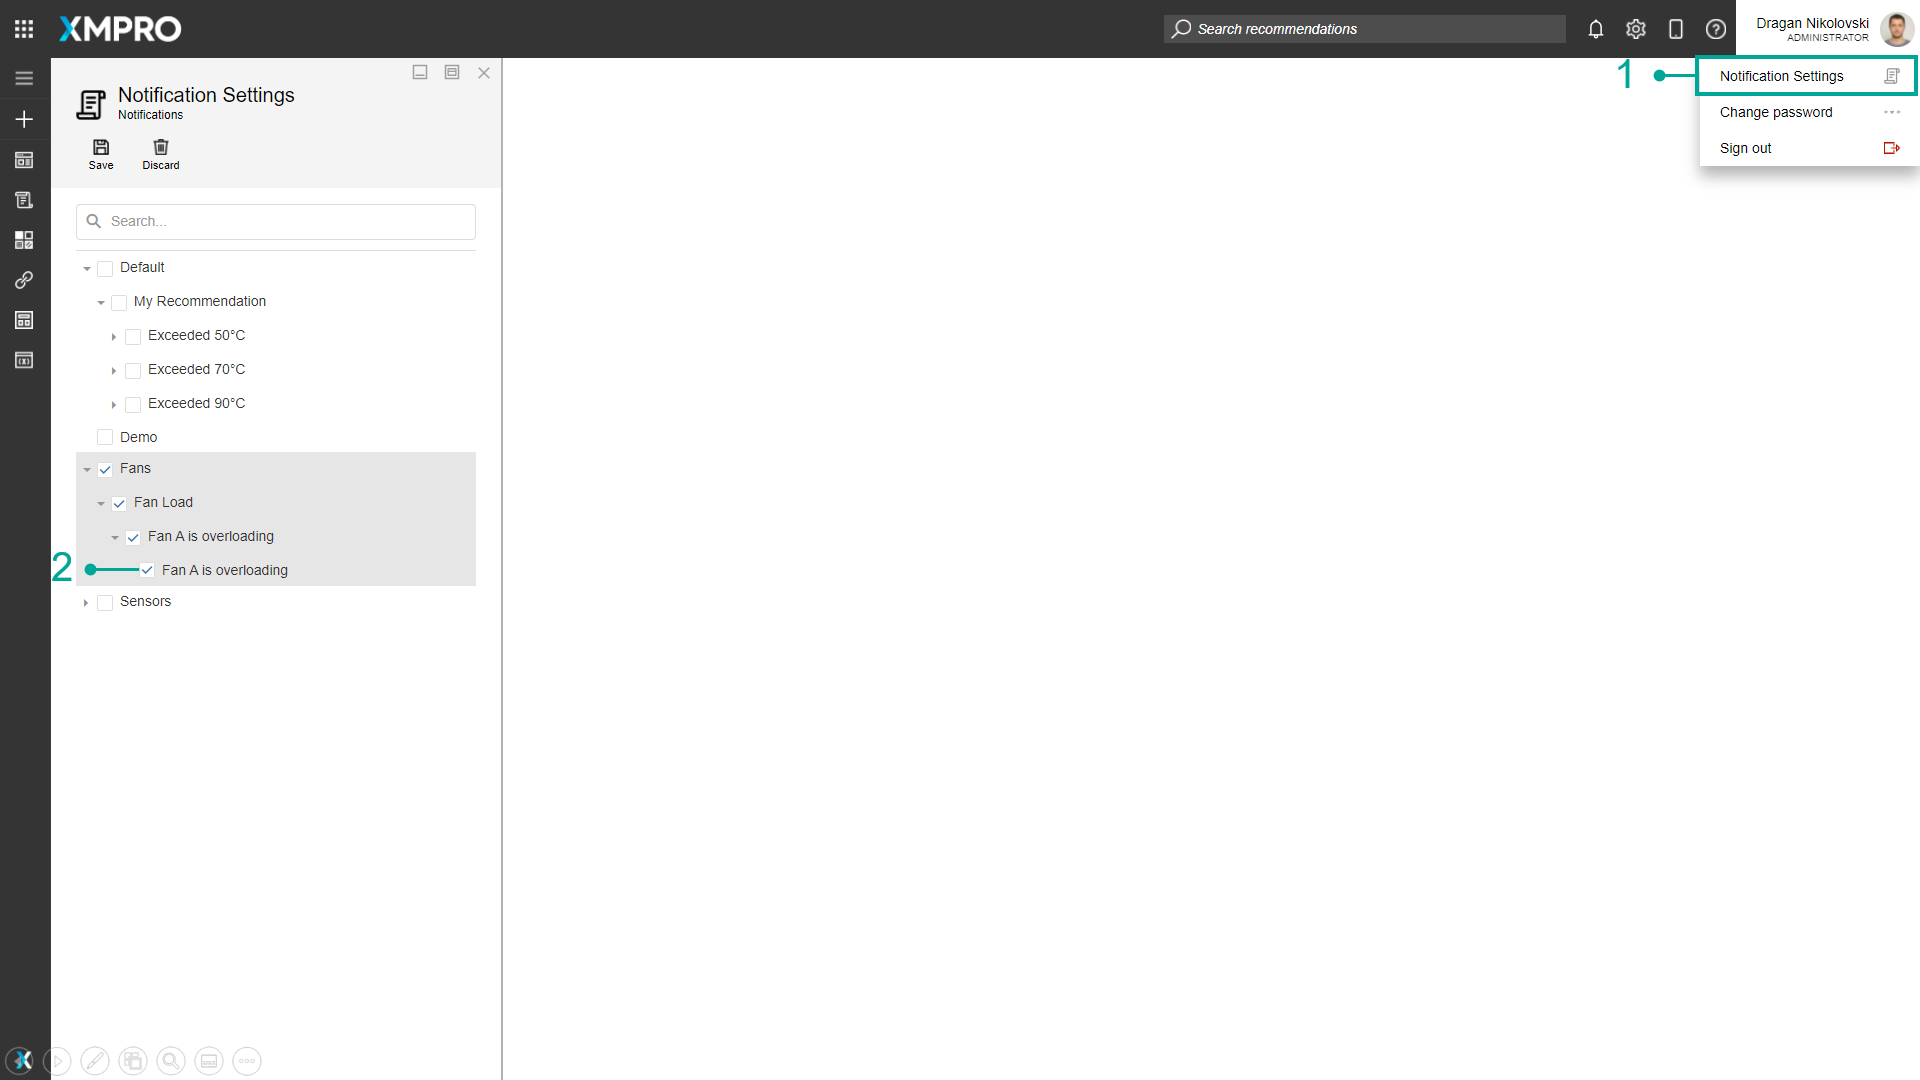 XMPRO
Search recommendations
Dragan Nikolovski
ADMINISTRATOR
1
Notification Settings
Change password
Sign out
Notification Settings
Notifications
Save
Discard
Search...
Default
My Recommendation
Exceeded 50°C
Exceeded 70°C
Exceeded 90°C
Demo
Fans
Fan Load
Fan A is overloading
2
Fan A is overloading
Sensors